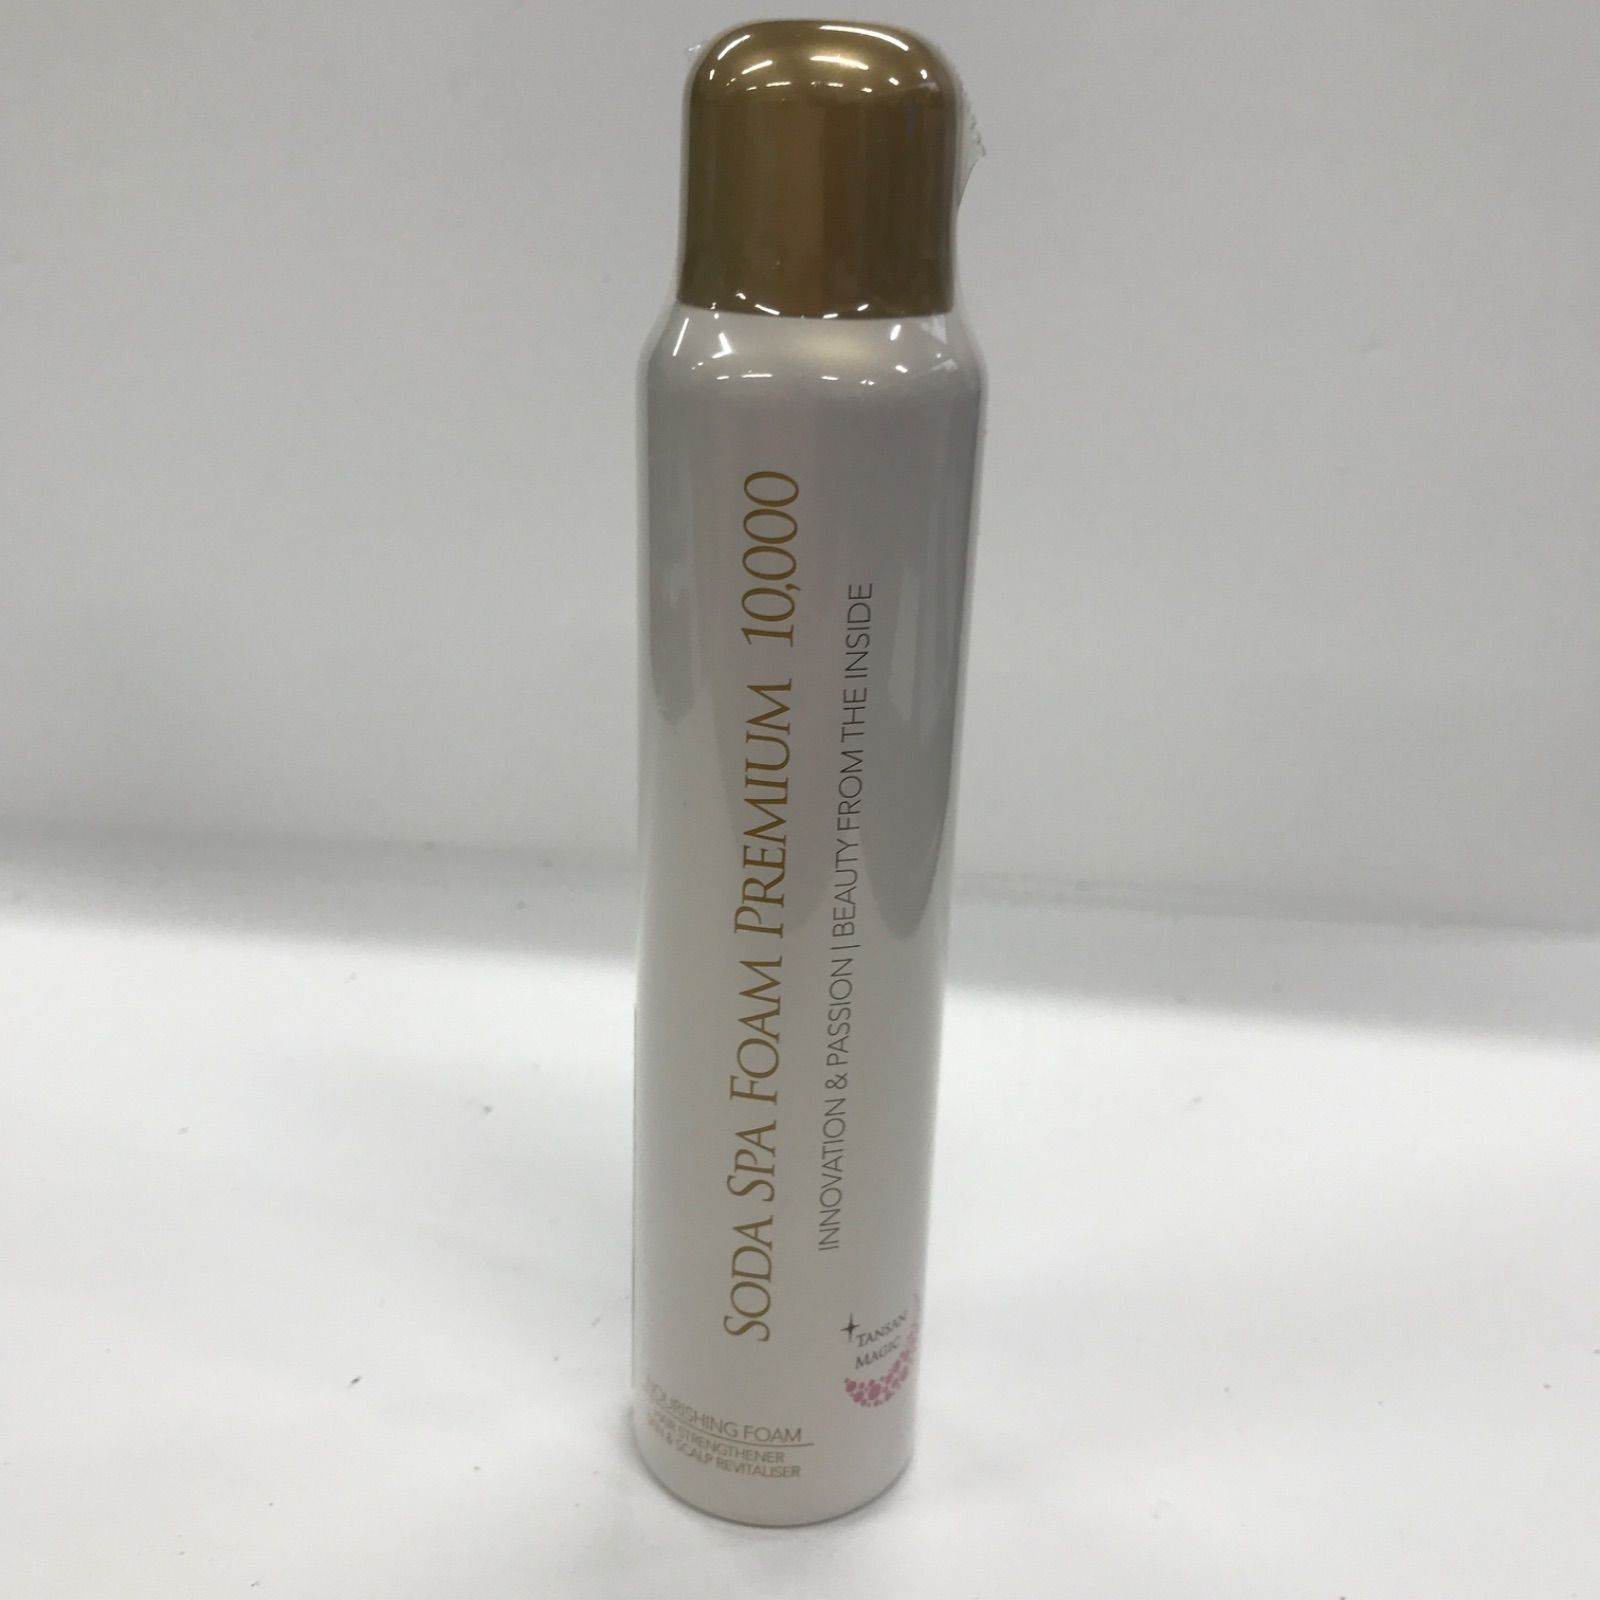 SODA SPA FOAM PREMIUM 10,000
INNOVATION & PASSION | BEAUTY FROM THE INSIDE
TANSAN
MAGIC
NOURISHING FOAM
HAIR STRENGTHENER
SKIN & SCALP REVITALISER